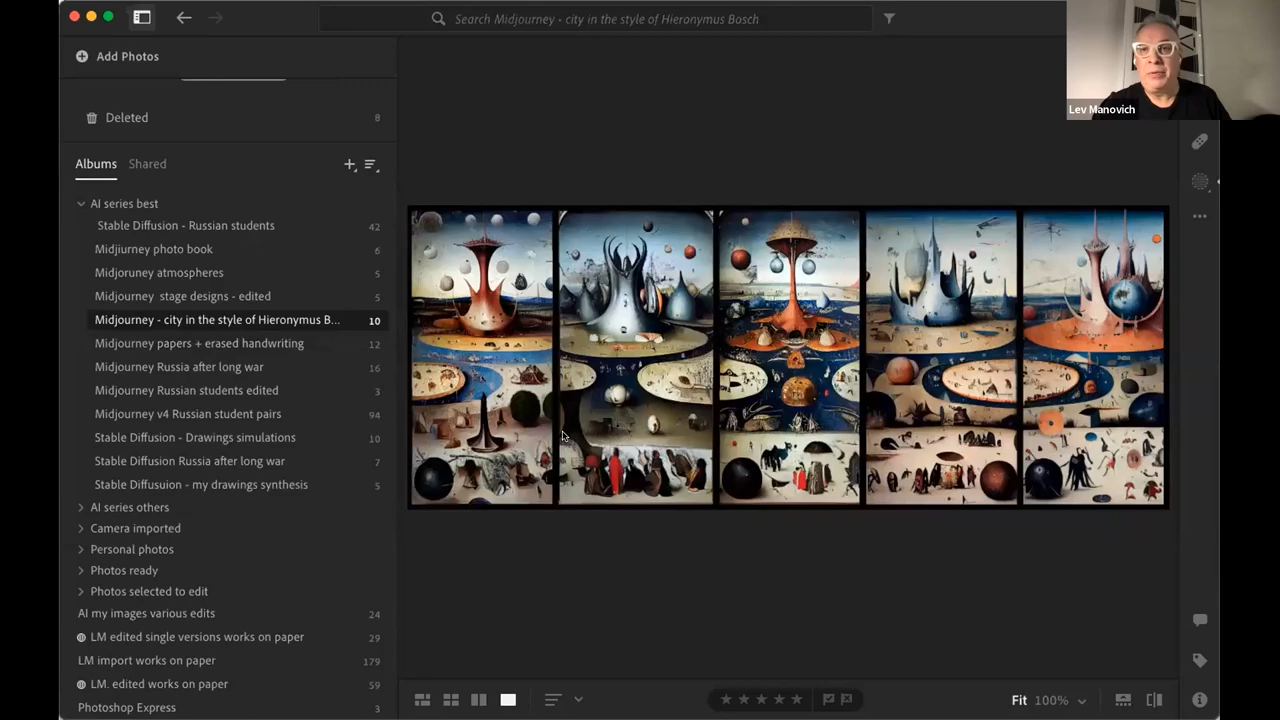 Search Midjourney - city in the style of Hieronymus Bosch
Add Photos
Lev Manovich
Deleted 8
Albums Shared
AI series best
Stable Diffusion - Russian students 42
Midjiurney photo book 6
Midjoruney atmospheres 5
Midjourney stage designs - edited 5
Midjourney - city in the style of Hieronymus B... 10
Midjourney papers + erased handwriting 12
Midjourney Russia after long war 16
Midjourney Russian students edited 3
Midjourney v4 Russian student pairs 94
Stable Diffusion - Drawings simulations 10
Stable Diffusion Russia after long war 7
Stable Diffusuion - my drawings synthesis 5
AI series others
Camera imported
Personal photos
Photos ready
Photos selected to edit
AI my images various edits 24
LM edited single versions works on paper 29
LM import works on paper 179
LM. edited works on paper 59
Photoshop Express 3
Fit 100%